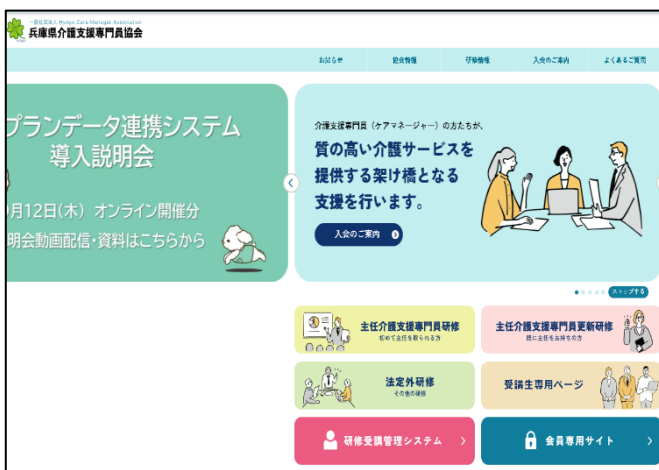 一般社団法人 Hyogo Care-Manager Association
兵庫県介護支援専門員協会
お知らせ
協会情報
研修情報
入会のご案内
よくあるご質問
プランデータ連携システム
導入説明会
月12日(木) オンライン開催分
明会動画配信・資料はこちらから
介護支援専門員（ケアマネージャー）の方たちが、
質の高い介護サービスを
提供する架け橋となる
支援を行います。
入会のご案内
ストップする
主任介護支援専門員研修
初めて主任を取られる方
主任介護支援専門員更新研修
既に主任をお持ちの方
法定外研修
その他の研修
受講生専用ページ
研修受講管理システム
会員専用サイト